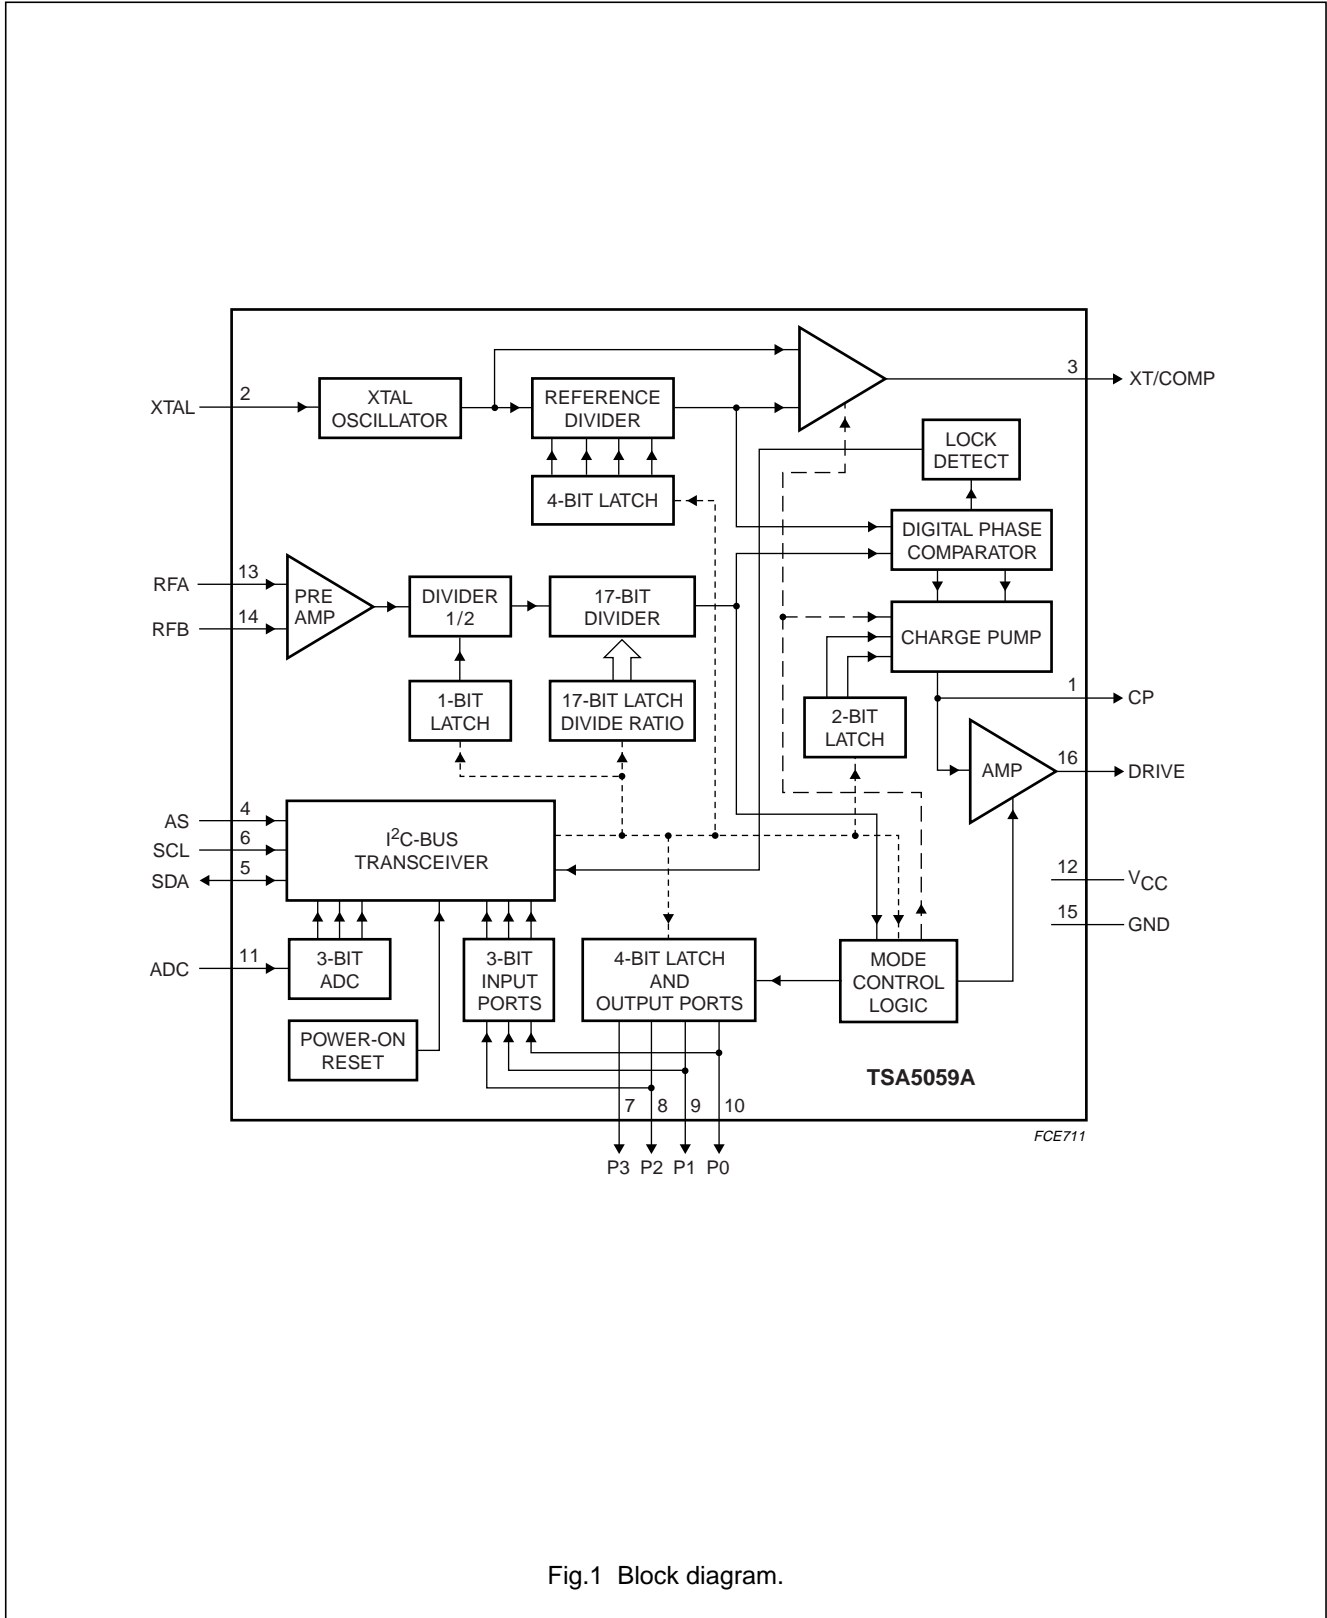 XTAL
2
XTAL
OSCILLATOR
REFERENCE
DIVIDER
4-BIT LATCH
3
XT/COMP
LOCK
DETECT
DIGITAL PHASE
COMPARATOR
RFA
13
RFB
14
PRE
AMP
DIVIDER
1/2
17-BIT
DIVIDER
CHARGE PUMP
1-BIT
LATCH
17-BIT LATCH
DIVIDE RATIO
2-BIT
LATCH
1
CP
AMP
16
DRIVE
AS
4
SCL
6
SDA
5
I2C-BUS
TRANSCEIVER
12
VCC
15
GND
ADC
11
3-BIT
ADC
3-BIT
INPUT
PORTS
4-BIT LATCH
AND
OUTPUT PORTS
MODE
CONTROL
LOGIC
POWER-ON
RESET
TSA5059A
7
8
9
10
P3
P2
P1
P0
FCE711
Fig.1 Block diagram.